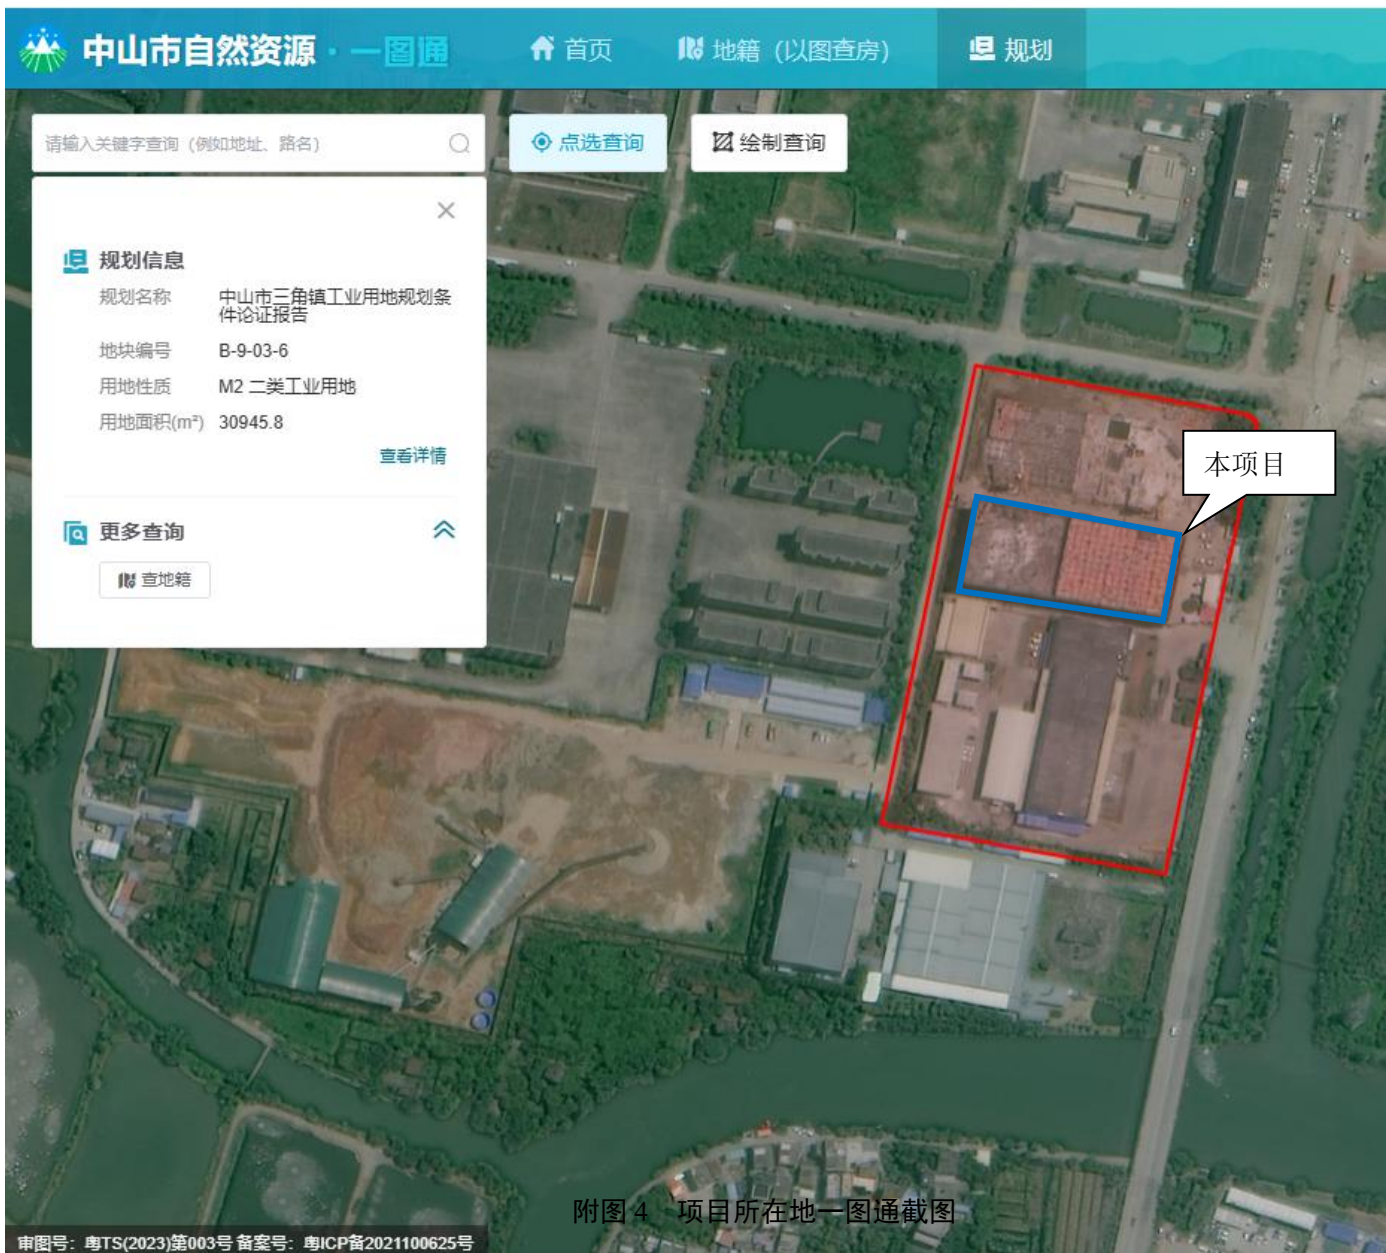 中山市自然资源·一图通
首页
地籍（以图查房）
规划
请输入关键字查询（例如地址、路名）
点选查询
绘制查询
规划信息
规划名称 中山市三角镇工业用地规划条
件论证报告
地块编号 B-9-03-6
用地性质 M2 二类工业用地
用地面积(m²) 30945.8
查看详情
更多查询
查地籍
本项目
附图 4 项目所在地一图通截图
审图号：粤TS(2023)第003号 备案号：粤ICP备2021100625号